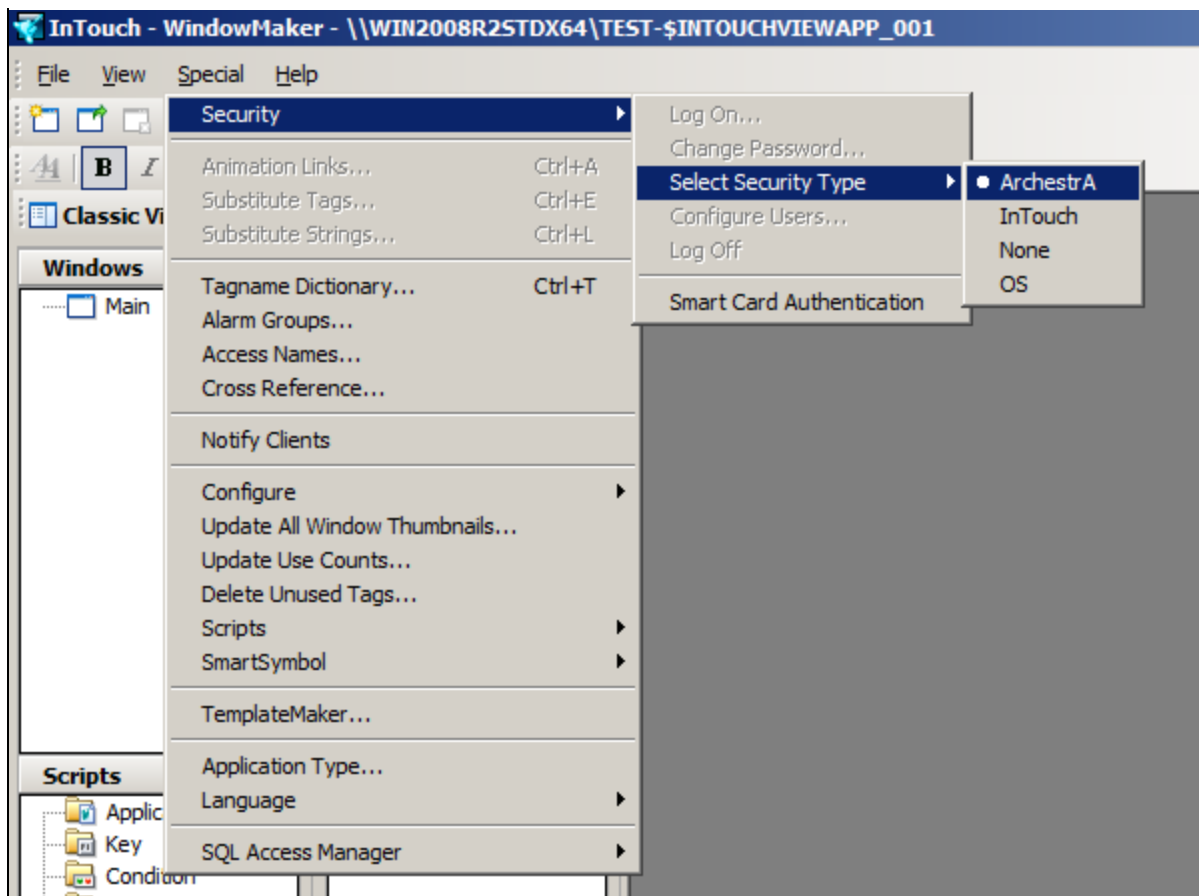 InTouch - WindowMaker - \\WIN2008R2STDX64\TEST-$INTOUCHVIEWAPP_001
File View Special Help
B I
Classic Vi
Windows
Main
Security
Animation Links... Ctrl+A
Substitute Tags... Ctrl+E
Substitute Strings... Ctrl+L
Tagname Dictionary... Ctrl+T
Alarm Groups...
Access Names...
Cross Reference...
Notify Clients
Configure
Update All Window Thumbnails...
Update Use Counts...
Delete Unused Tags...
Scripts
SmartSymbol
TemplateMaker...
Application Type...
Language
SQL Access Manager
Log On...
Change Password...
Select Security Type
Configure Users...
Log Off
Smart Card Authentication
ArchestrA
InTouch
None
OS
Scripts
Applic
Key
Condition